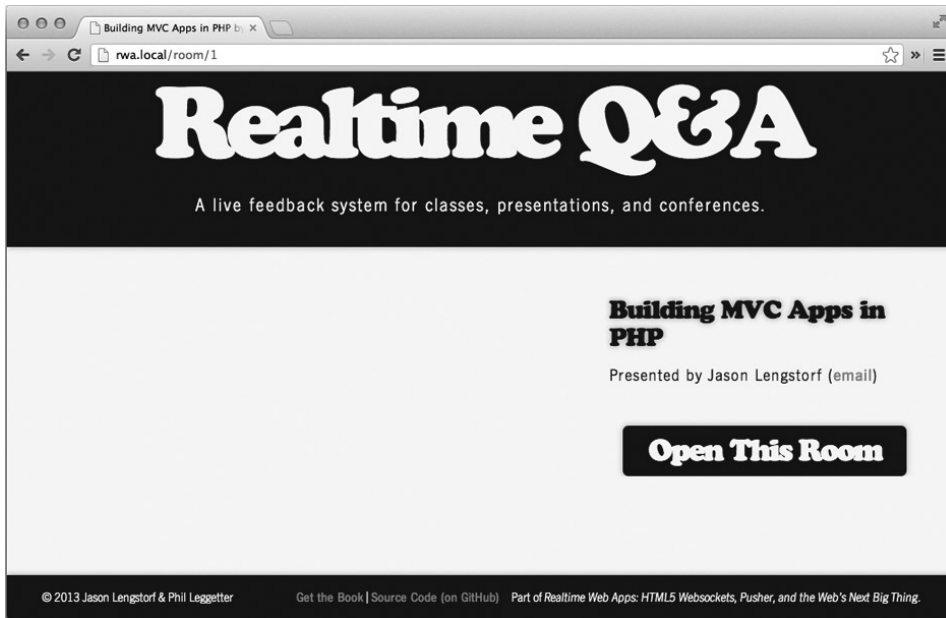 Building MVC Apps in PHP by
rwa.local/room/1
Realtime Q&A
A live feedback system for classes, presentations, and conferences.
Building MVC Apps in
PHP
Presented by Jason Lengstorf (email)
Open This Room
© 2013 Jason Lengstorf & Phil Leggetter
Get the Book | Source Code (on GitHub)
Part of Realtime Web Apps: HTML5 Websockets, Pusher, and the Web's Next Big Thing.